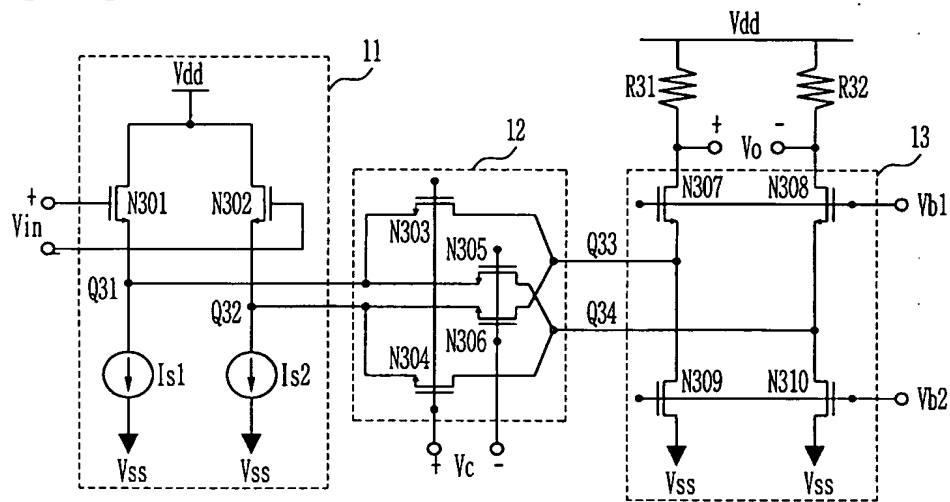 Vdd
11
R31
R32
Vdd
12
+
-
Vo
13
+
N301
N302
N307
N308
Vb1
Vin
-
N303
N305
Q33
Q31
Q32
Q34
N306
N304
N309
N310
Is1
Is2
Vb2
+
Vc
-
Vss
Vss
Vss
Vss